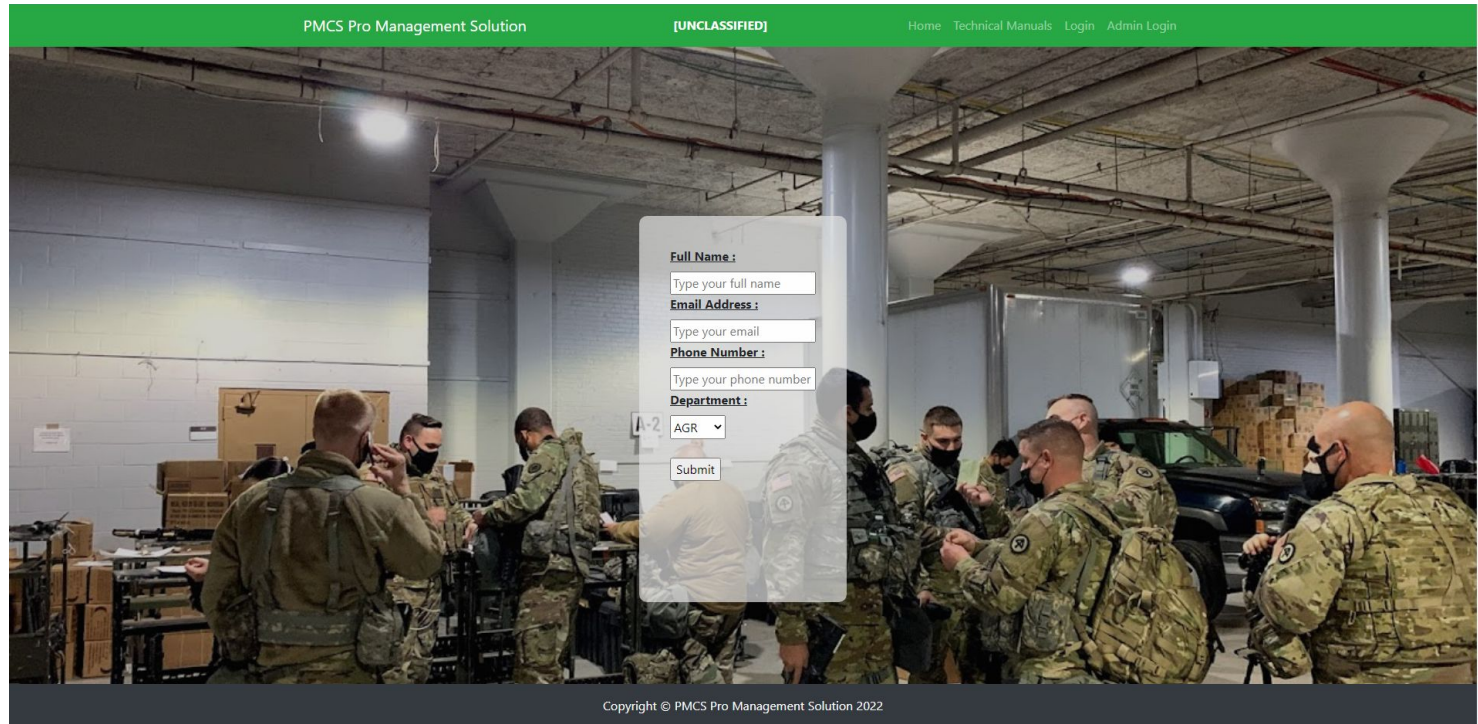 PMCS Pro Management Solution [UNCLASSIFIED] Home Technical Manuals Login Admin Login
Full Name :
Type your full name
Email Address :
Type your email
Phone Number :
Type your phone number
Department :
A-2
AGR
Submit
Copyright © PMCS Pro Management Solution 2022